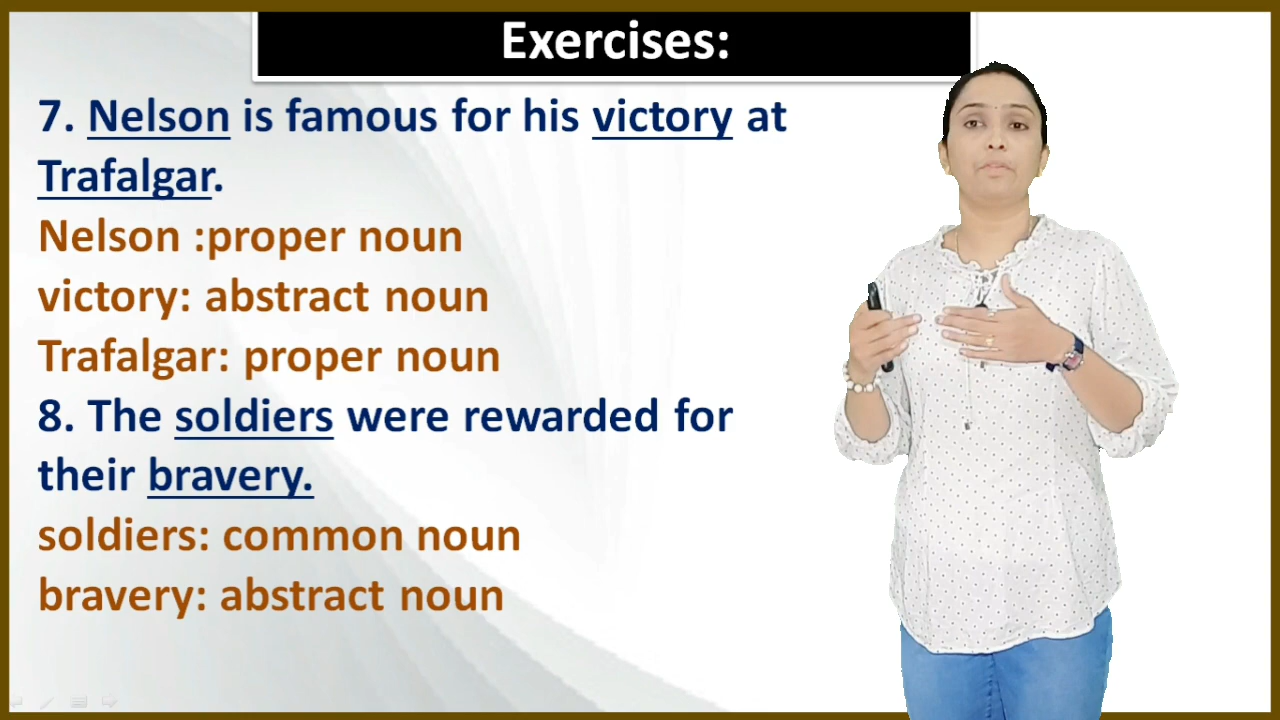 Exercises:
7. Nelson is famous for his victory at
Trafalgar.
Nelson :proper noun
victory: abstract noun
Trafalgar: proper noun
8. The soldiers were rewarded for
their bravery.
soldiers: common noun
bravery: abstract noun